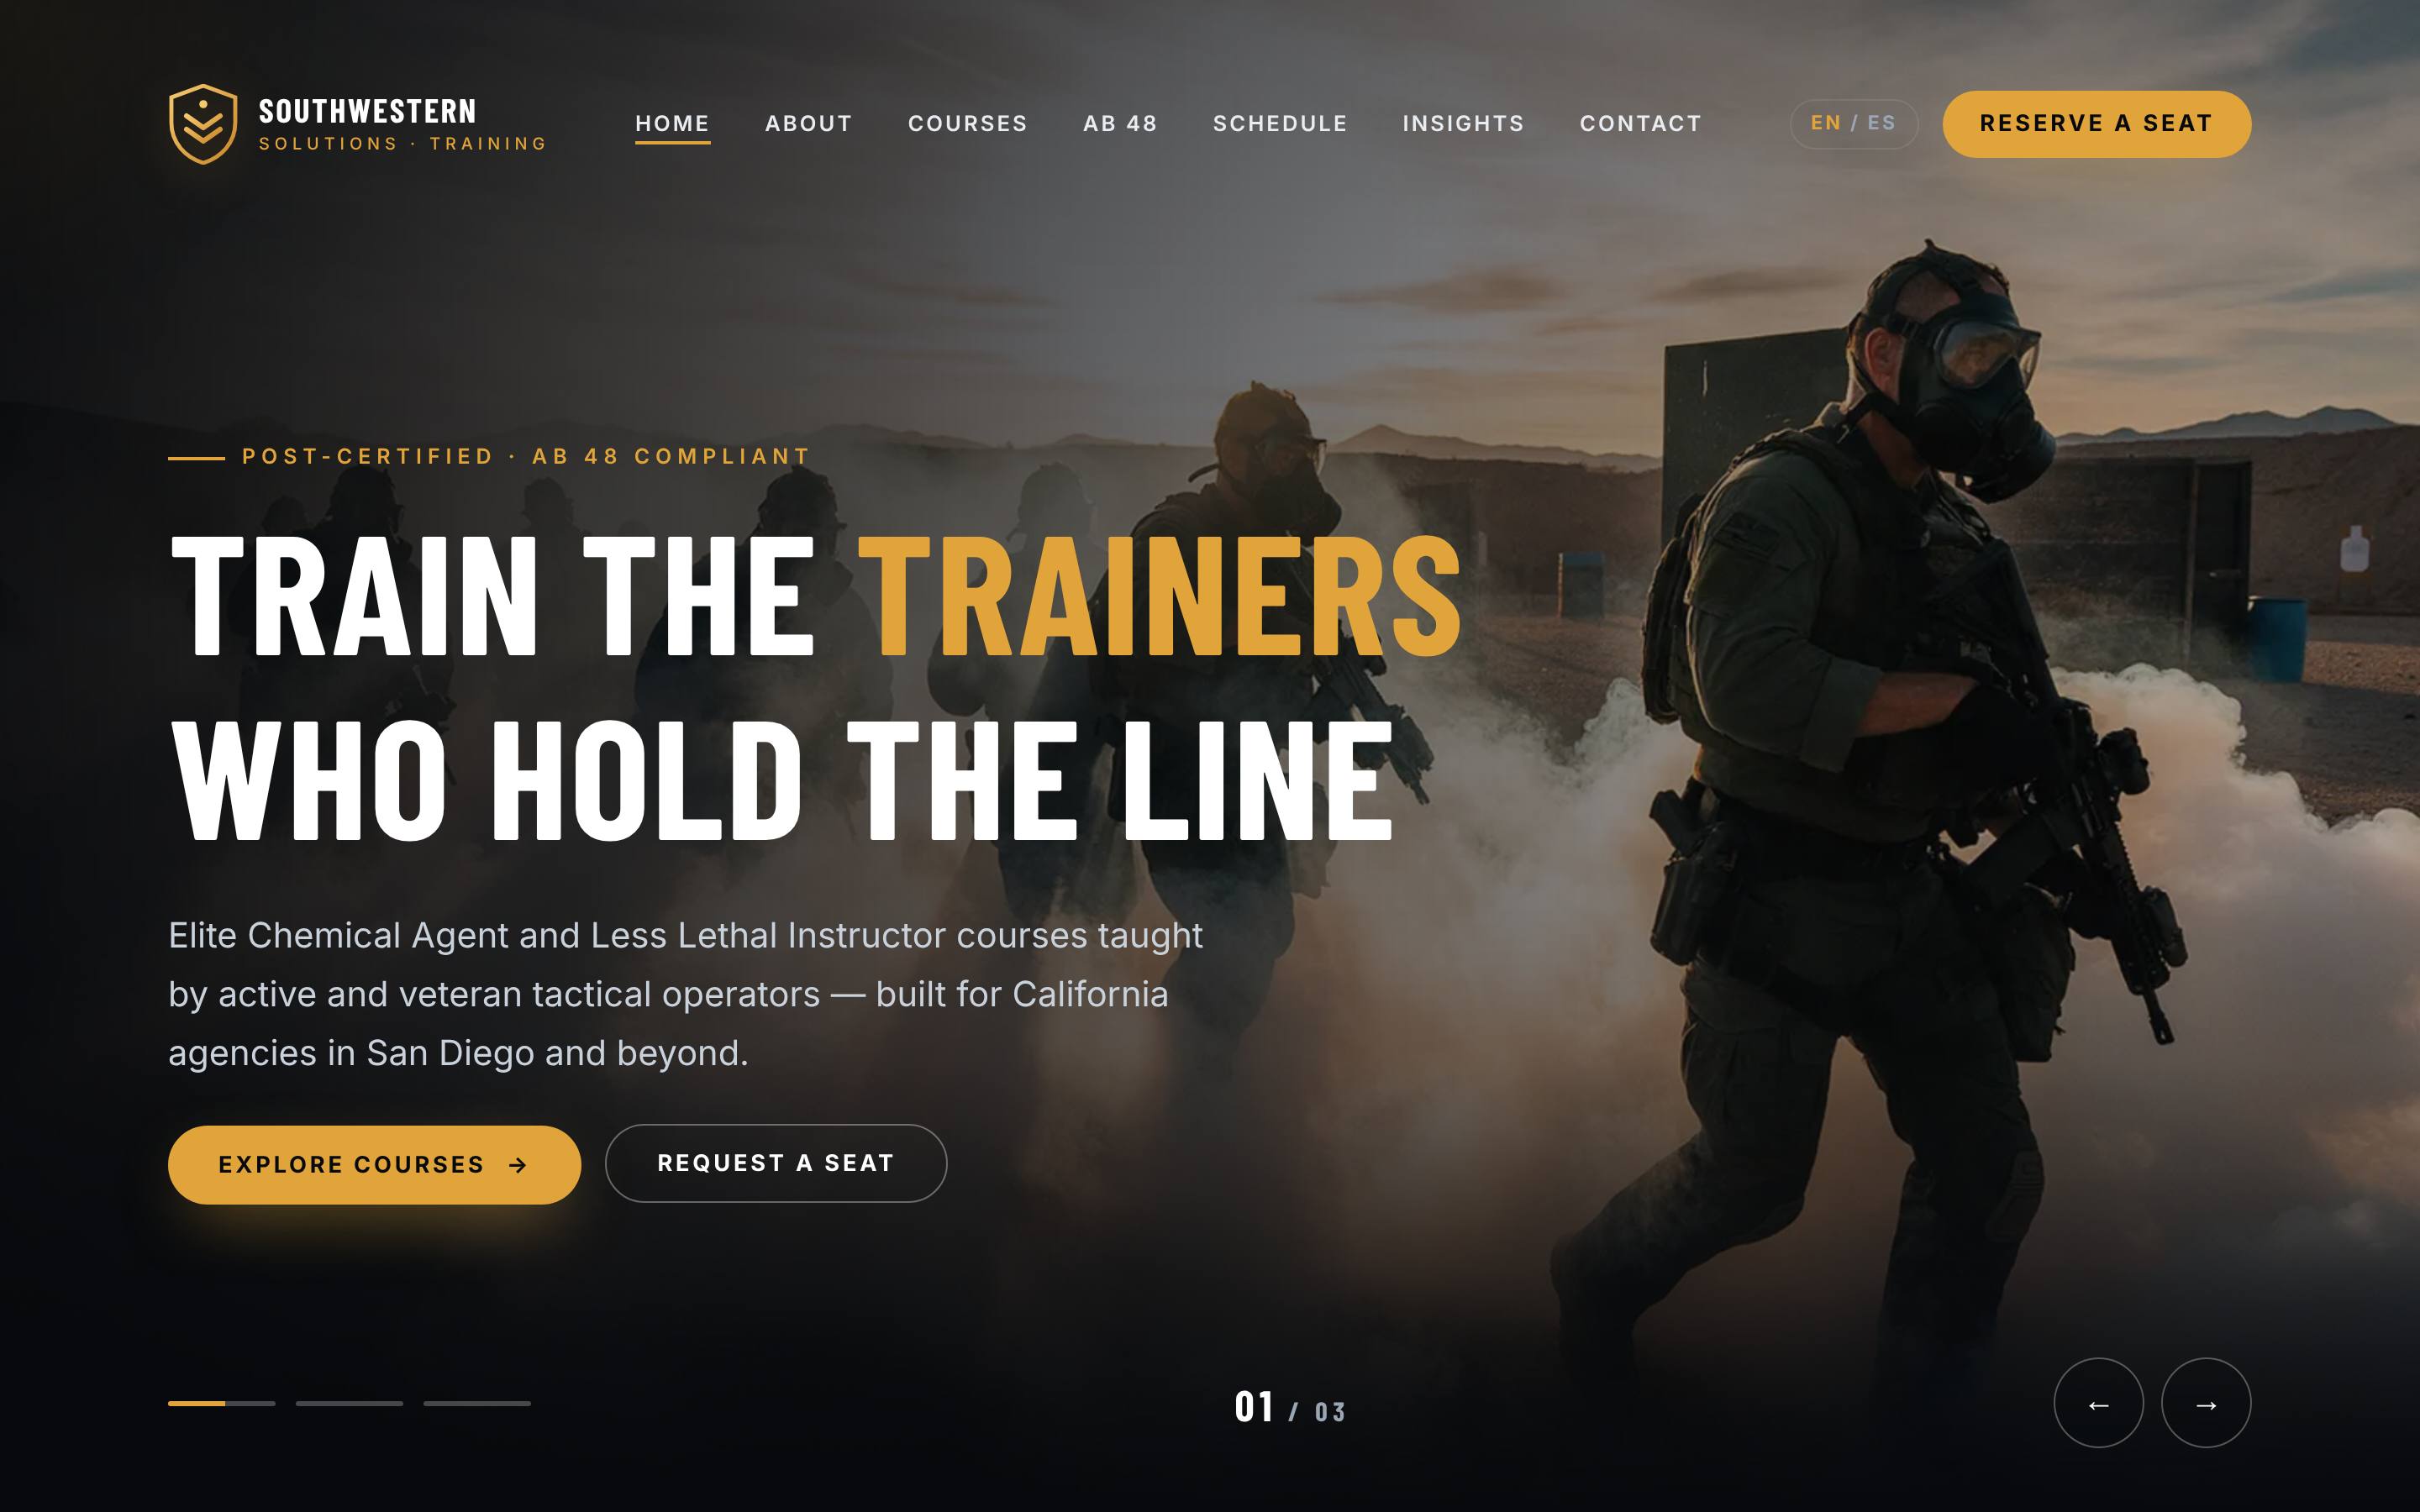 SOUTHWESTERN
SOLUTIONS · TRAINING
HOME
ABOUT
COURSES
AB 48
SCHEDULE
INSIGHTS
CONTACT
EN / ES
RESERVE A SEAT
POST-CERTIFIED · AB 48 COMPLIANT
TRAIN THE TRAINERS
WHO HOLD THE LINE
Elite Chemical Agent and Less Lethal Instructor courses taught
by active and veteran tactical operators — built for California
agencies in San Diego and beyond.
EXPLORE COURSES →
REQUEST A SEAT
01 / 03
← →